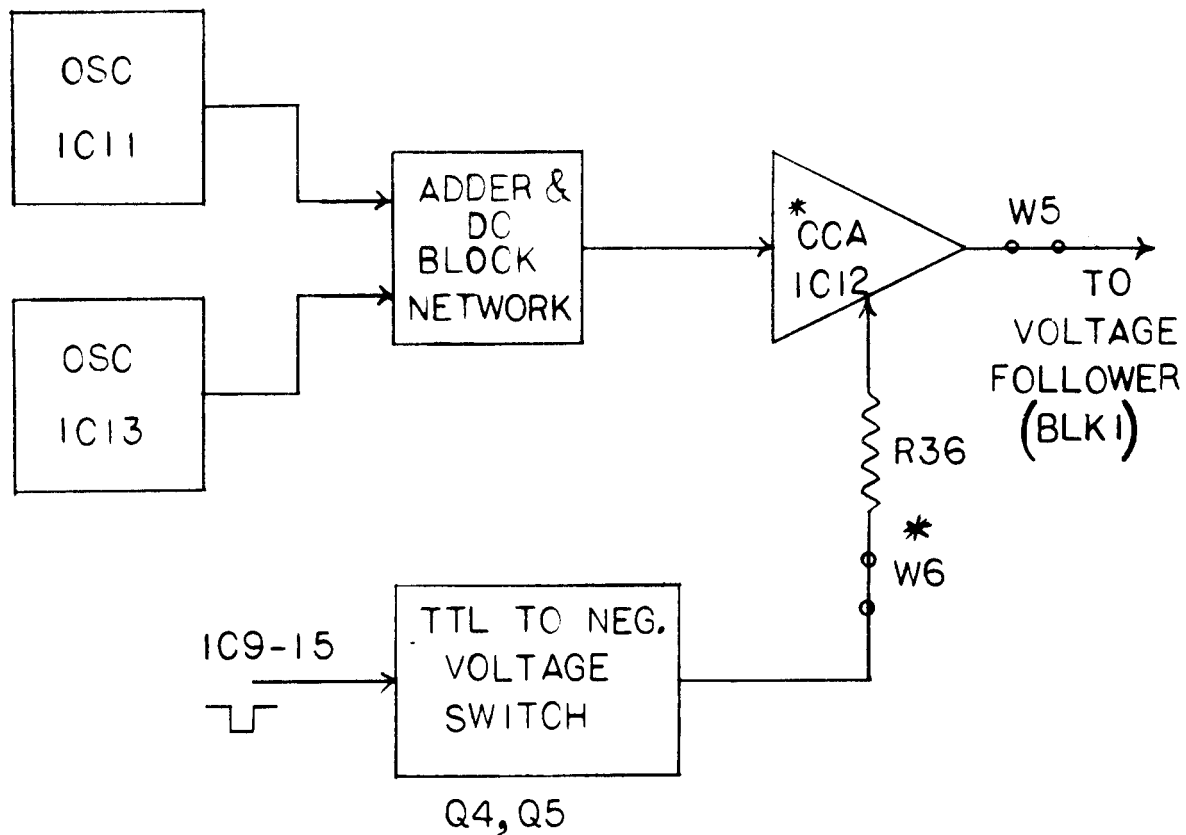 OSC
IC11
OSC
IC13
ADDER &
DC
BLOCK
NETWORK
*
CCA
IC12
W5
TO
VOLTAGE
FOLLOWER
(BLK1)
R36
*
W6
IC9-15
TTL TO NEG.
VOLTAGE
SWITCH
Q4, Q5